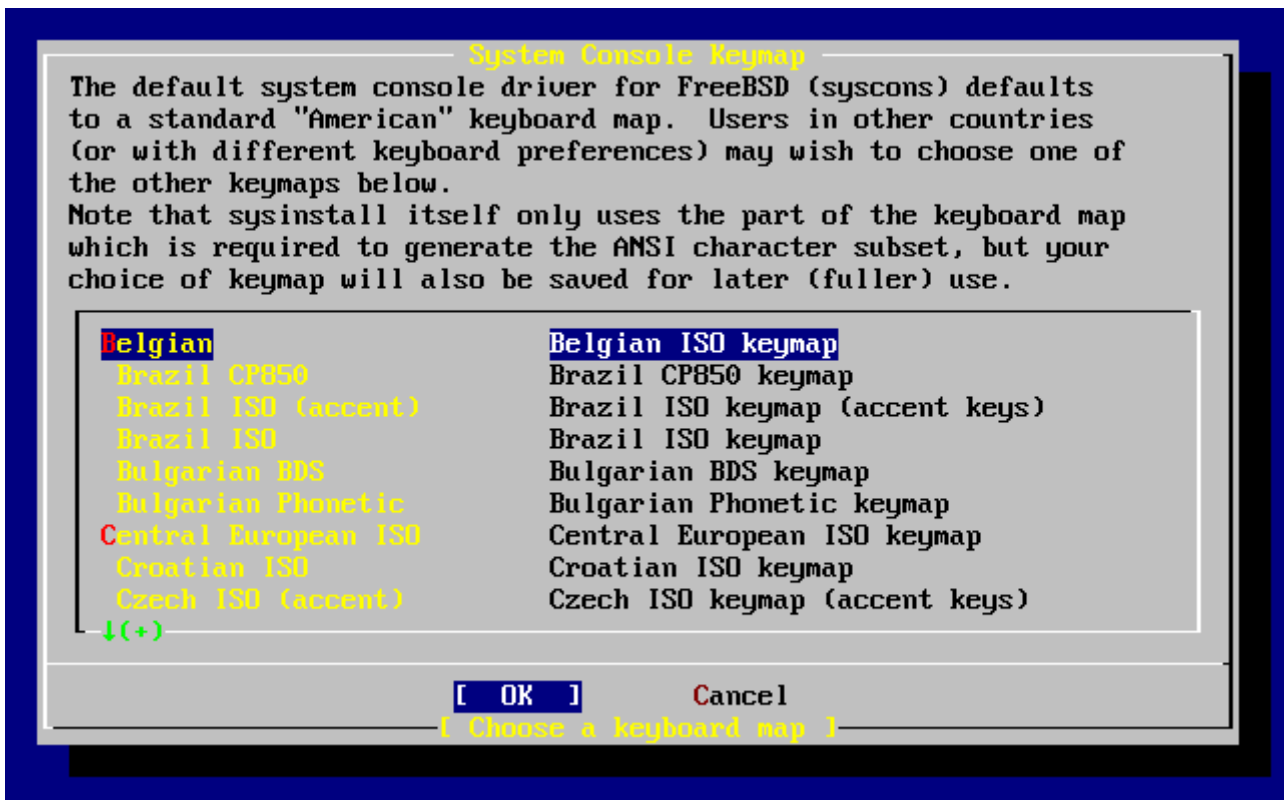 System Console Keymap
The default system console driver for FreeBSD (syscons) defaults
to a standard "American" keyboard map.  Users in other countries
(or with different keyboard preferences) may wish to choose one of
the other keymaps below.
Note that sysinstall itself only uses the part of the keyboard map
which is required to generate the ANSI character subset, but your
choice of keymap will also be saved for later (fuller) use.
Belgian Belgian ISO keymap
Brazil CP850 Brazil CP850 keymap
Brazil ISO (accent) Brazil ISO keymap (accent keys)
Brazil ISO Brazil ISO keymap
Bulgarian BDS Bulgarian BDS keymap
Bulgarian Phonetic Bulgarian Phonetic keymap
Central European ISO Central European ISO keymap
Croatian ISO Croatian ISO keymap
Czech ISO (accent) Czech ISO keymap (accent keys)
↓(+)
[ OK ] Cancel
[ Choose a keyboard map ]